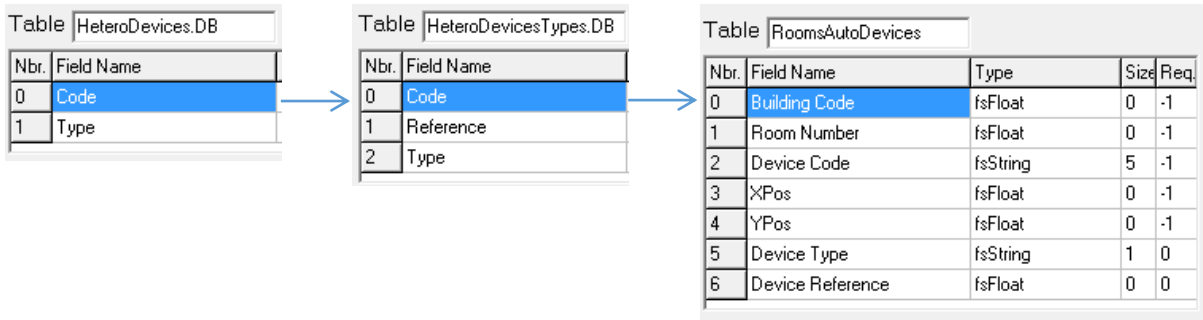 Table HeteroDevices.DB
Nbr. Field Name
0 Code
1 Type
Table HeteroDevicesTypes.DB
Nbr. Field Name
0 Code
1 Reference
2 Type
Table RoomsAutoDevices
Nbr. Field Name Type Size Req.
0 Building Code fsFloat 0 -1
1 Room Number fsFloat 0 -1
2 Device Code fsString 5 -1
3 XPos fsFloat 0 -1
4 YPos fsFloat 0 -1
5 Device Type fsString 1 0
6 Device Reference fsFloat 0 0